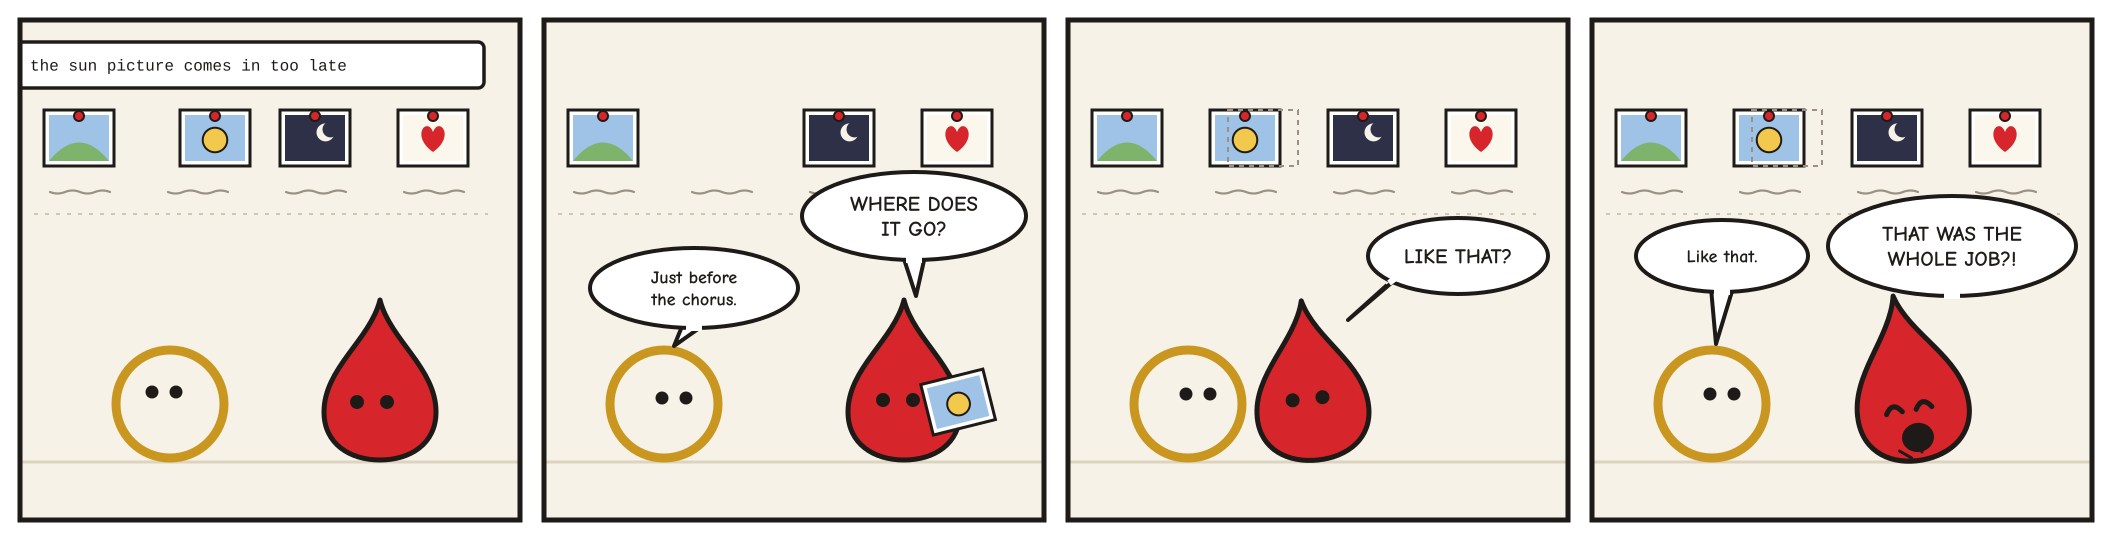 the sun picture comes in too late
WHERE DOES
IT GO?
Just before
the chorus.
LIKE THAT?
Like that.
THAT WAS THE
WHOLE JOB?!